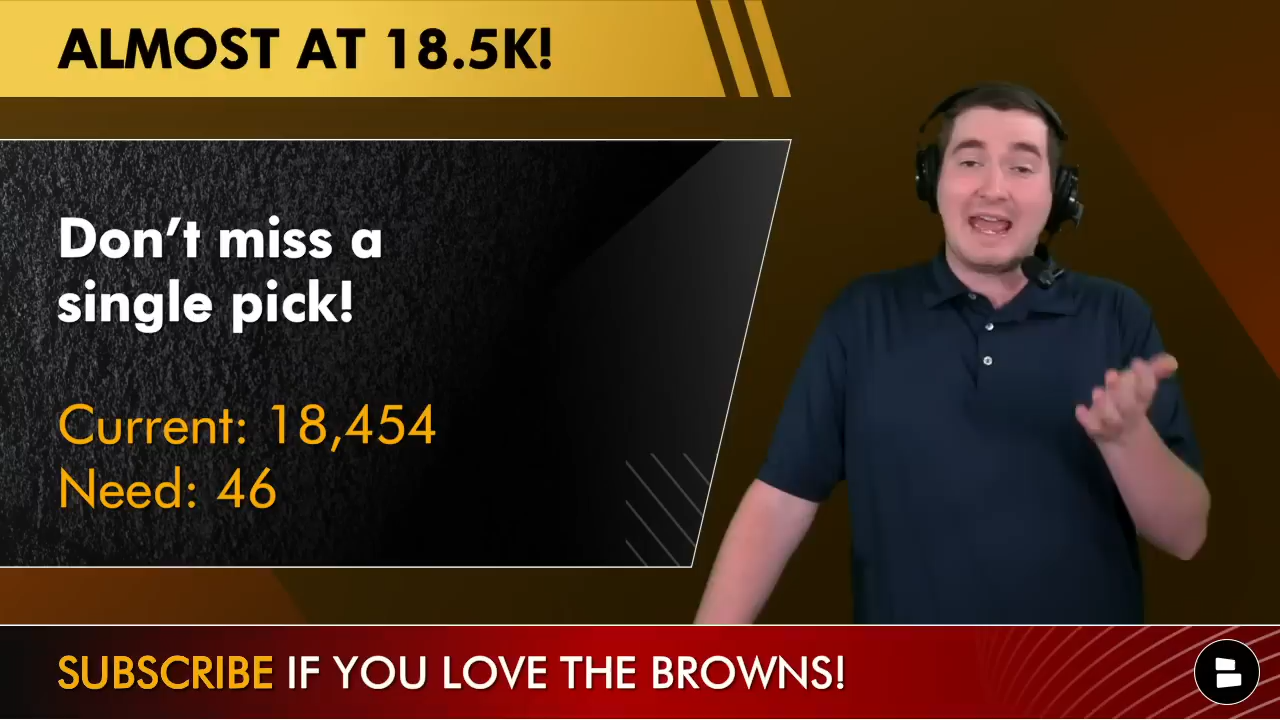 ALMOST AT 18.5K!
Don’t miss a
single pick!
Current: 18,454
Need: 46
SUBSCRIBE IF YOU LOVE THE BROWNS!